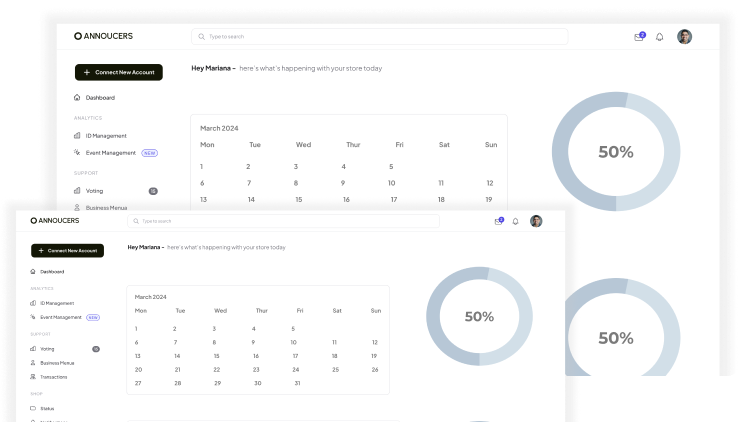 ANNOUCERS
Type to search
2
Connect New Account
Hey Mariana - here's what's happening with your store today
Dashboard
ANALYTICS
ID Management
Event Management NEW
SUPPORT
Voting 12
Business Menua
March 2024
Mon Tue Wed Thur Fri Sat Sun
1 2 3 4 5
6 7 8 9 10 11 12
13 14 15 16 17 18 19
50%
50%
ANNOUCERS
Type to search
2
Connect New Account
Hey Mariana - here's what's happening with your store today
Dashboard
ANALYTICS
ID Management
Event Management NEW
SUPPORT
Voting 12
Business Menua
Transactions
SHOP
Status
March 2024
Mon Tue Wed Thur Fri Sat Sun
1 2 3 4 5
6 7 8 9 10 11 12
13 14 15 16 17 18 19
20 21 22 23 24 25 26
27 28 29 30 31
50%